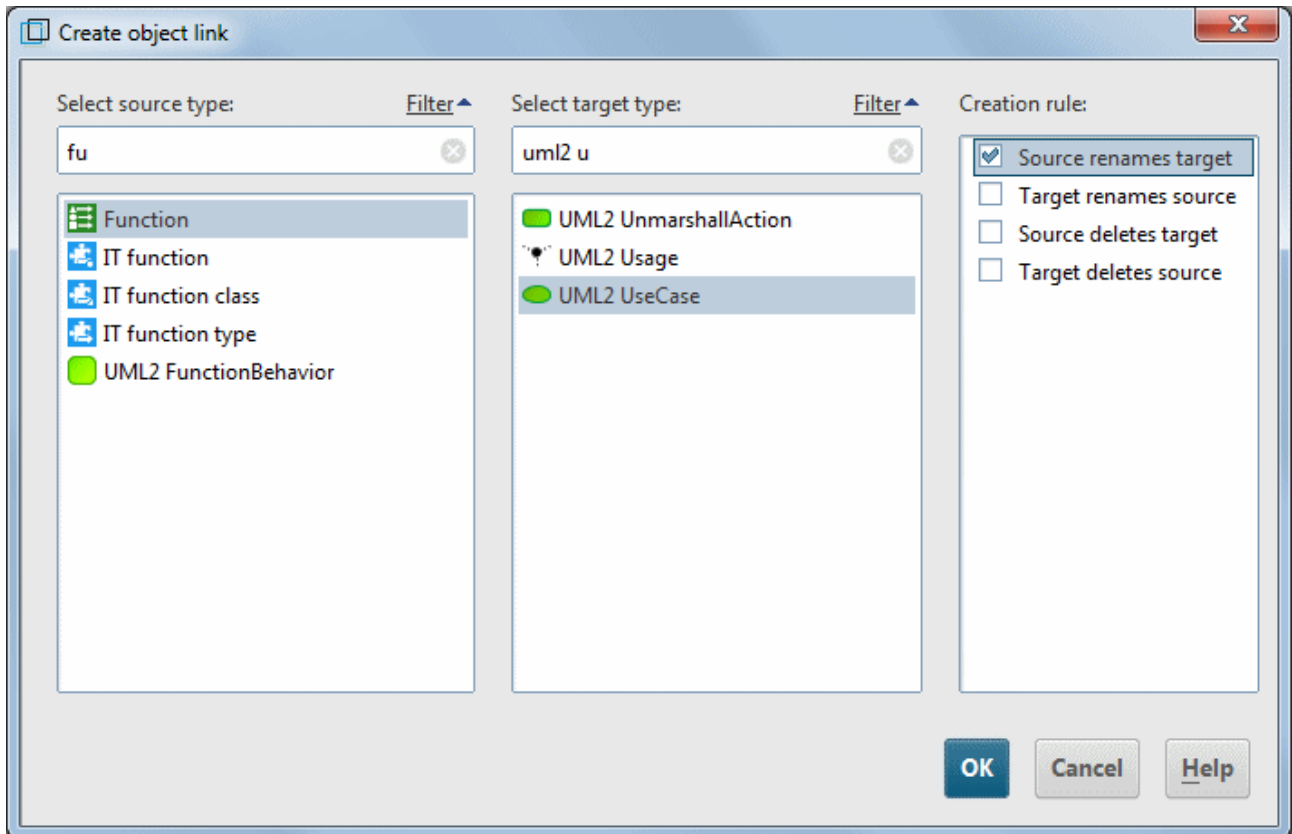 Create object link
Select source type: Filter
Select target type: Filter
Creation rule:
fu
uml2 u
Function
IT function
IT function class
IT function type
UML2 FunctionBehavior
UML2 UnmarshallAction
UML2 Usage
UML2 UseCase
Source renames target
Target renames source
Source deletes target
Target deletes source
OK
Cancel
Help